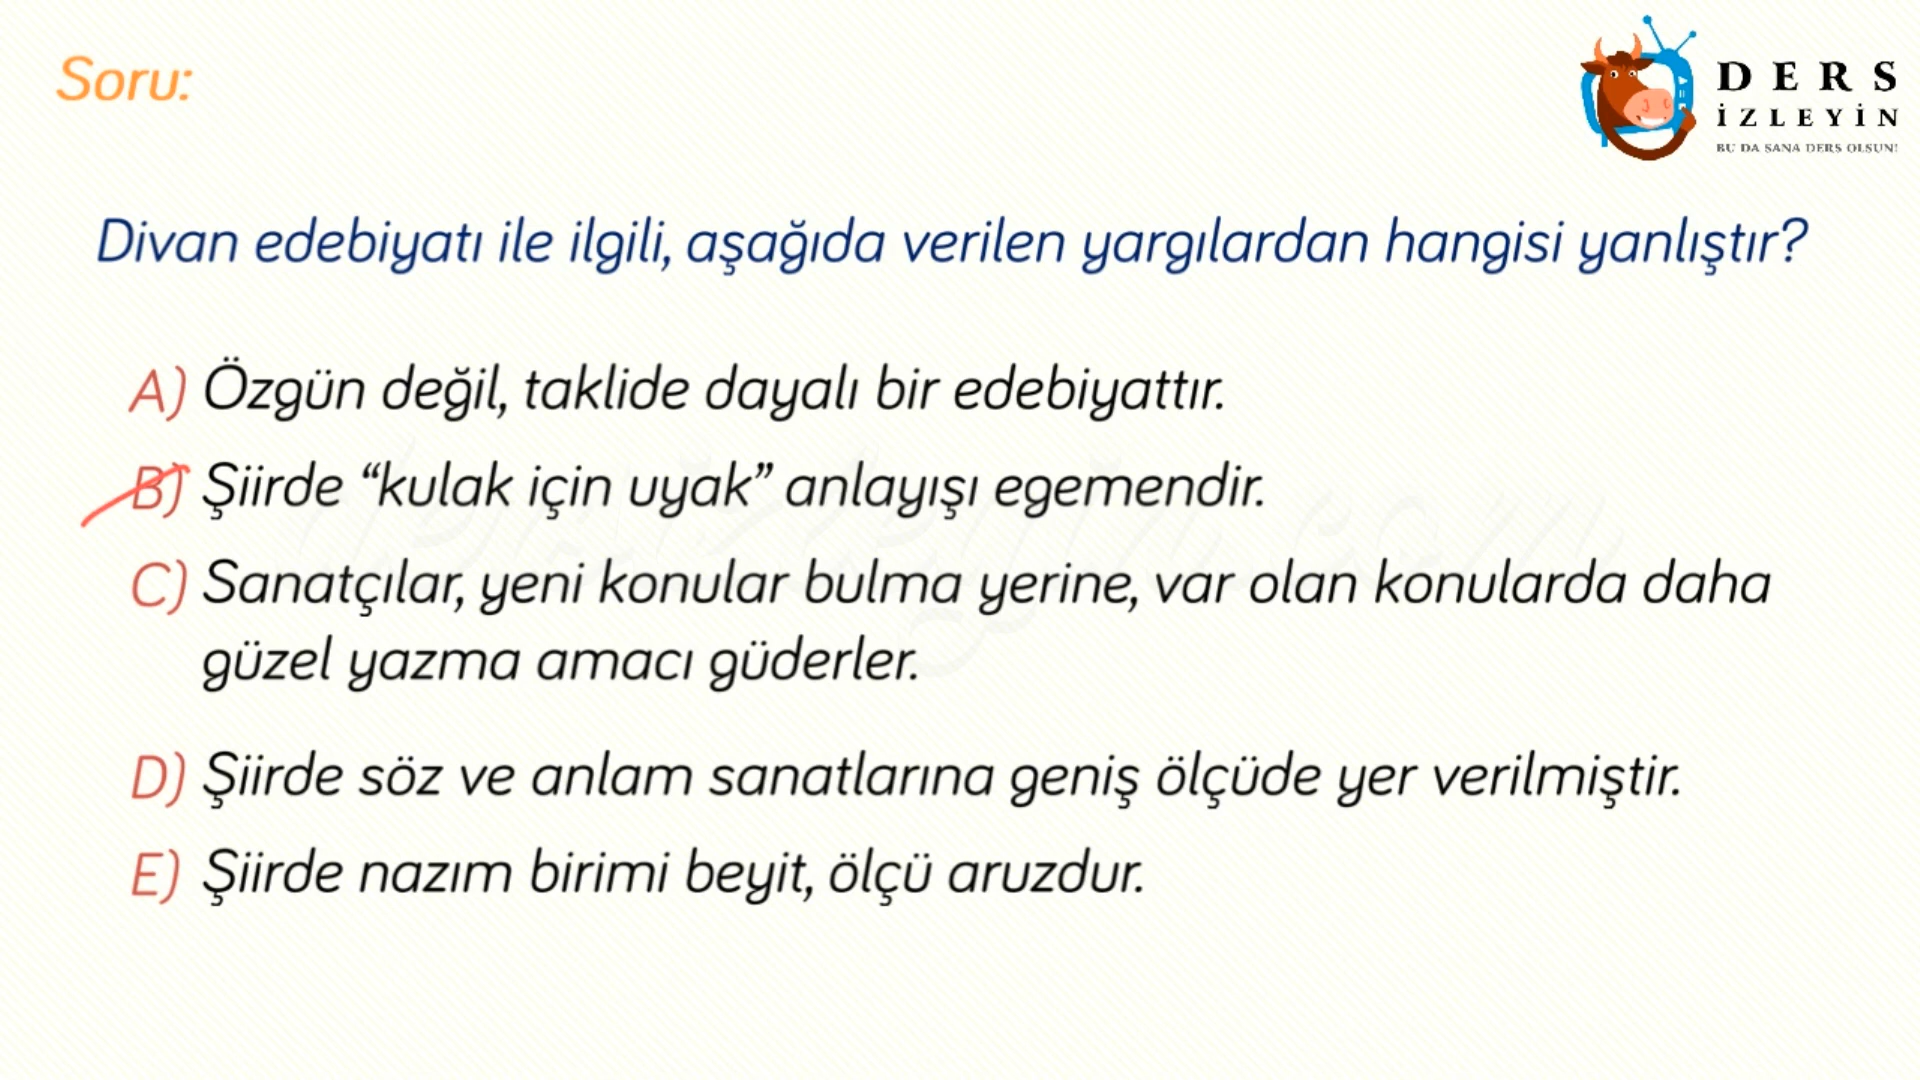 Soru:
DERS
İZLEYİN
BU DA SANA DERS OLSUN!
Divan edebiyatı ile ilgili, aşağıda verilen yargılardan hangisi yanlıştır?
A) Özgün değil, taklide dayalı bir edebiyattır.
B) Şiirde “kulak için uyak” anlayışı egemendir.
C) Sanatçılar, yeni konular bulma yerine, var olan konularda daha
güzel yazma amacı güderler.
D) Şiirde söz ve anlam sanatlarına geniş ölçüde yer verilmiştir.
E) Şiirde nazım birimi beyit, ölçü aruzdur.